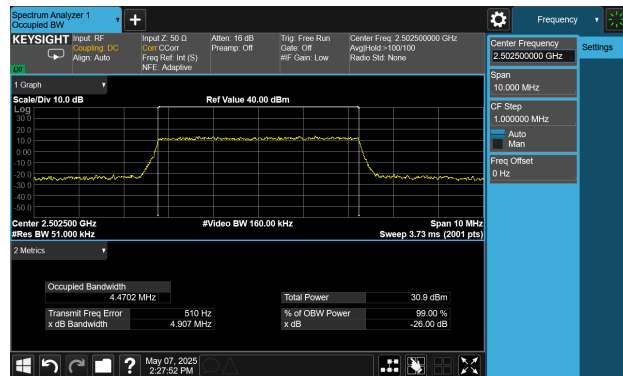 Spectrum Analyzer 1
Occupied BW
Frequency
KEYSIGHT
Input: RF
Coupling: DC
Align: Auto
Input Z: 50 Ω
Corr CCorr
Freq Ref: Int (S)
NFE: Adaptive
Atten: 16 dB
Preamp: Off
Trig: Free Run
Gate: Off
#IF Gain: Low
Center Freq: 2.502500000 GHz
Avg|Hold:>100/100
Radio Std: None
LXI
Center Frequency
2.502500000 GHz
Settings
Span
10.000 MHz
CF Step
1.000000 MHz
Auto
Man
Freq Offset
0 Hz
1 Graph
Scale/Div 10.0 dB
Ref Value 40.00 dBm
Log
30.0
20.0
10.0
0.00
-10.0
-20.0
-30.0
-40.0
-50.0
Center 2.502500 GHz
#Video BW 160.00 kHz
Span 10 MHz
#Res BW 51.000 kHz
Sweep 3.73 ms (2001 pts)
2 Metrics
Occupied Bandwidth
4.4702 MHz
Total Power 30.9 dBm
Transmit Freq Error 510 Hz
% of OBW Power 99.00 %
x dB Bandwidth 4.907 MHz
x dB -26.00 dB
May 07, 2025
2:27:52 PM